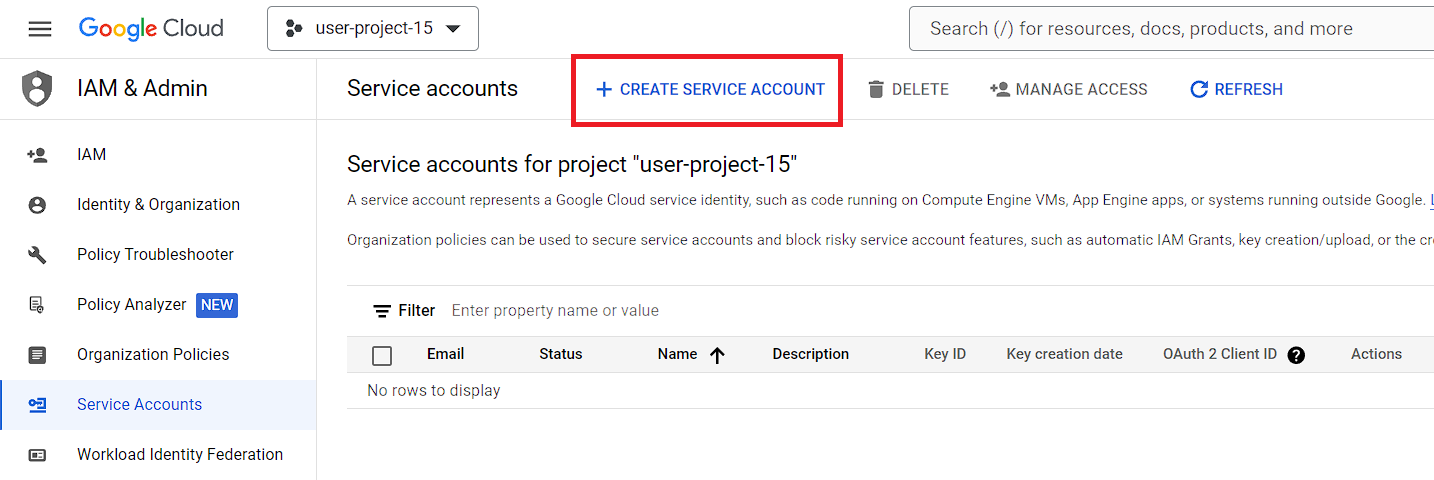 Google Cloud user-project-15 Search (/) for resources, docs, products, and more
IAM & Admin
IAM
Identity & Organization
Policy Troubleshooter
Policy Analyzer NEW
Organization Policies
Service Accounts
Workload Identity Federation
Service accounts + CREATE SERVICE ACCOUNT DELETE MANAGE ACCESS REFRESH
Service accounts for project "user-project-15"
A service account represents a Google Cloud service identity, such as code running on Compute Engine VMs, App Engine apps, or systems running outside Google.
Organization policies can be used to secure service accounts and block risky service account features, such as automatic IAM Grants, key creation/upload, or the
Filter Enter property name or value
Email Status Name Description Key ID Key creation date OAuth 2 Client ID ? Actions
No rows to display